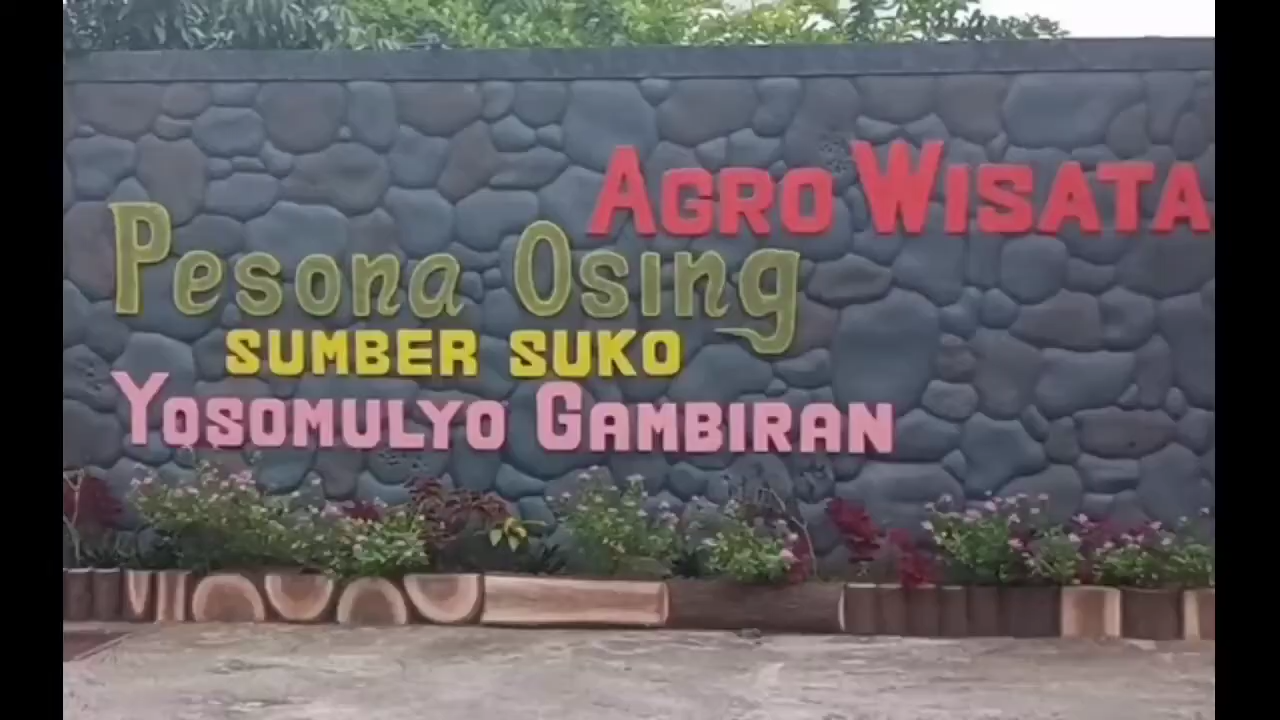 AGRO WISATA
Pesona Osing
SUMBER SUKO
YOSOMULYO GAMBIRAN